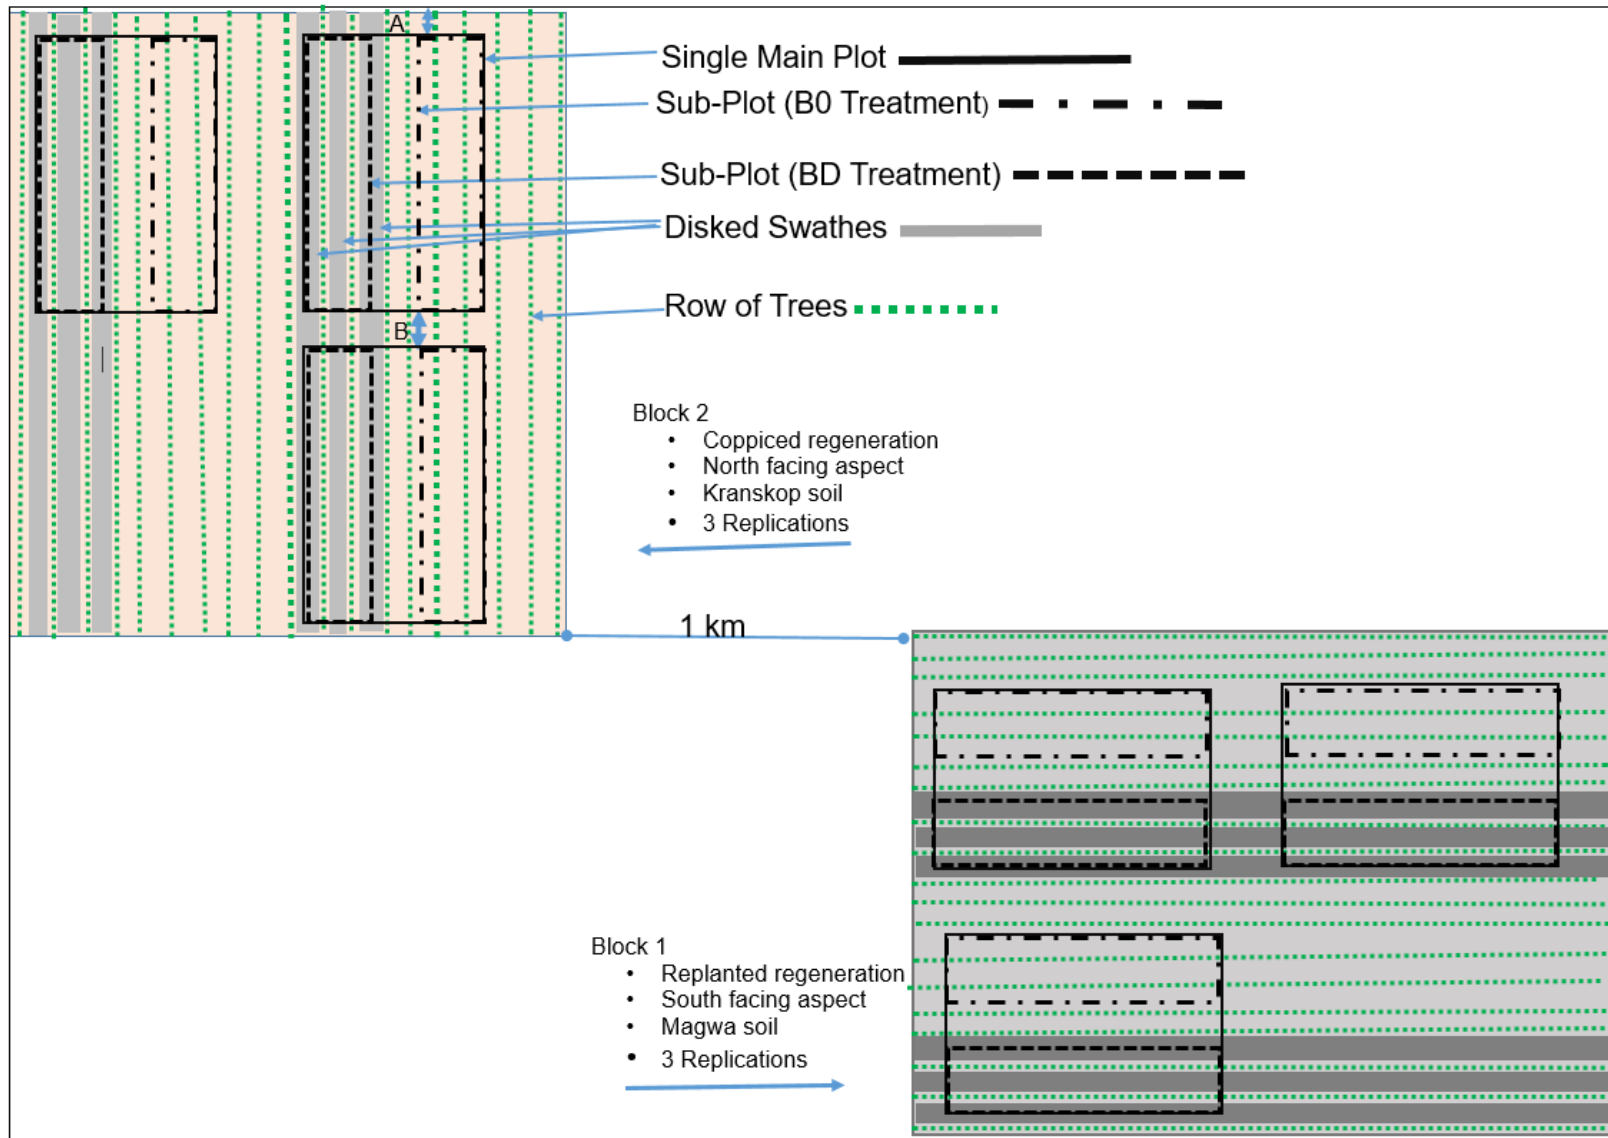 A
Single Main Plot
Sub-Plot (B0 Treatment)
Sub-Plot (BD Treatment)
Disked Swathes
Row of Trees
B
Block 2
• Coppiced regeneration
• North facing aspect
• Kranskop soil
• 3 Replications
1 km
Block 1
• Replanted regeneration
• South facing aspect
• Magwa soil
• 3 Replications